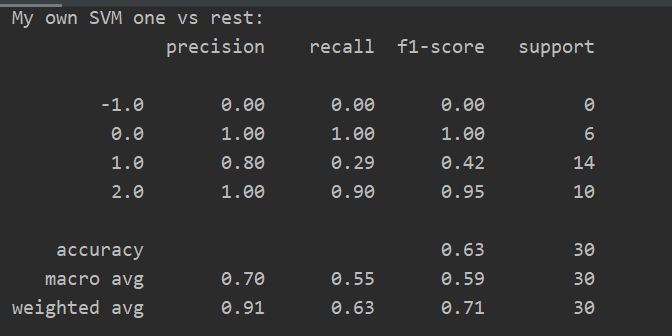 My own SVM one vs rest:
precision recall f1-score support
-1.0 0.00 0.00 0.00 0
0.0 1.00 1.00 1.00 6
1.0 0.80 0.29 0.42 14
2.0 1.00 0.90 0.95 10
accuracy 0.63 30
macro avg 0.70 0.55 0.59 30
weighted avg 0.91 0.63 0.71 30